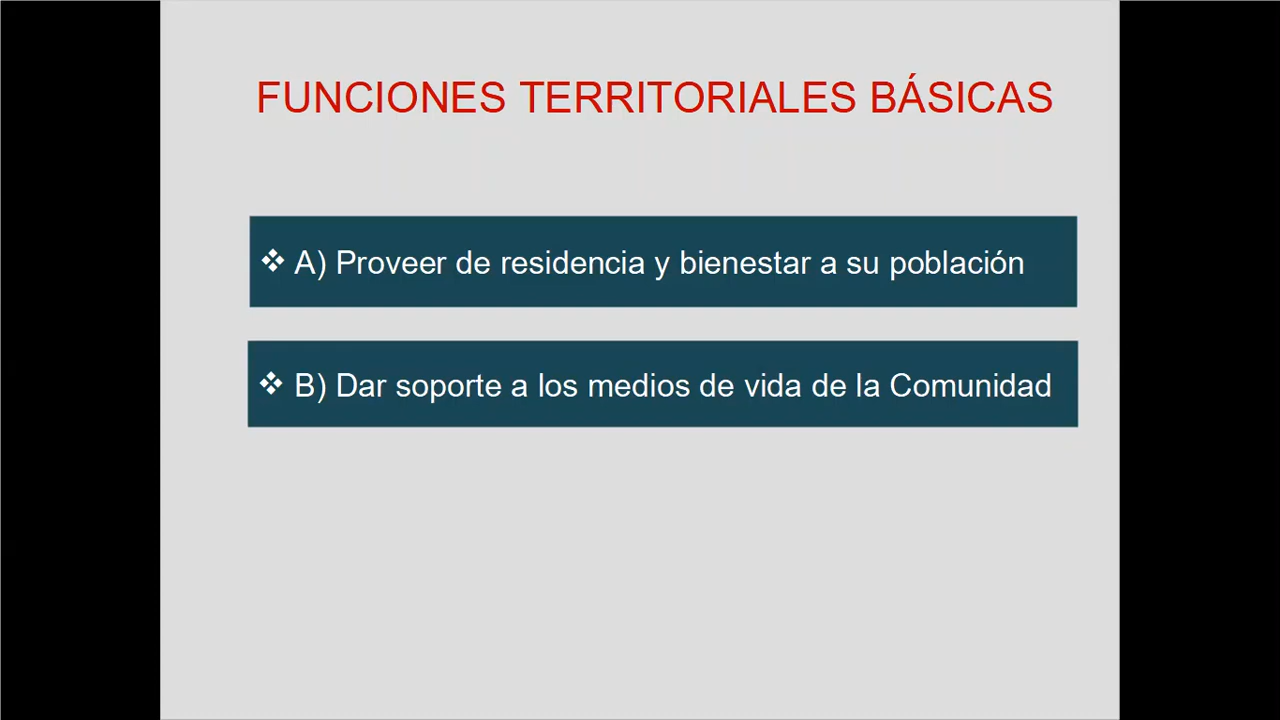 FUNCIONES TERRITORIALES BÁSICAS
❖ A) Proveer de residencia y bienestar a su población
❖ B) Dar soporte a los medios de vida de la Comunidad